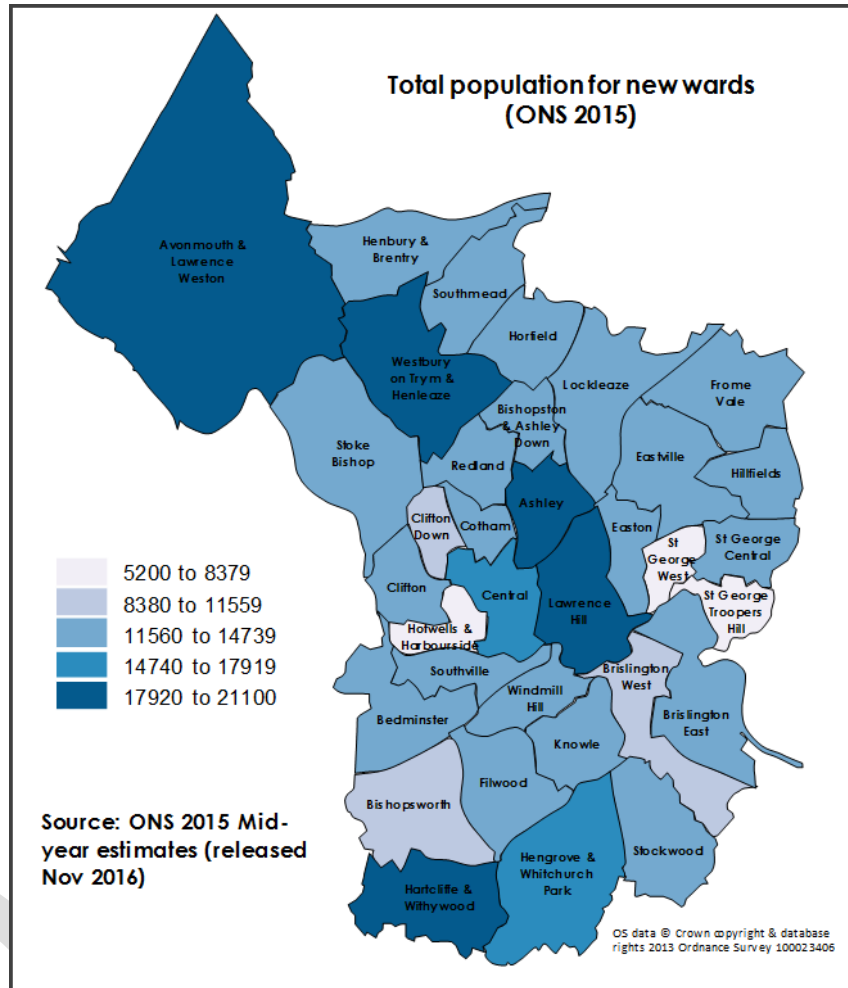 Total population for new wards
(ONS 2015)
Avonmouth &
Lawrence
Weston
Henbury &
Brentry
Southmead
Horfield
Westbury
on Trym &
Henleaze
Lockleaze
Frome
Vale
Bishopston
& Ashley
Down
Stoke
Bishop
Redland
Eastville
Hillfields
Ashley
Clifton
Down
Cotham
Easton
St
George
West
St George
Central
Clifton
Central
Lawrence
Hill
St George
Troopers
Hill
Hotwells &
Harbourside
5200 to 8379
8380 to 11559
11560 to 14739
14740 to 17919
17920 to 21100
Southville
Windmill
Hill
Brislington
West
Bedminster
Knowle
Brislington
East
Bishopsworth
Filwood
Stockwood
Hengrove &
Whitchurch
Park
Hartcliffe &
Withywood
Source: ONS 2015 Mid-
year estimates (released
Nov 2016)
OS data © Crown copyright & database
rights 2013 Ordnance Survey 100023406